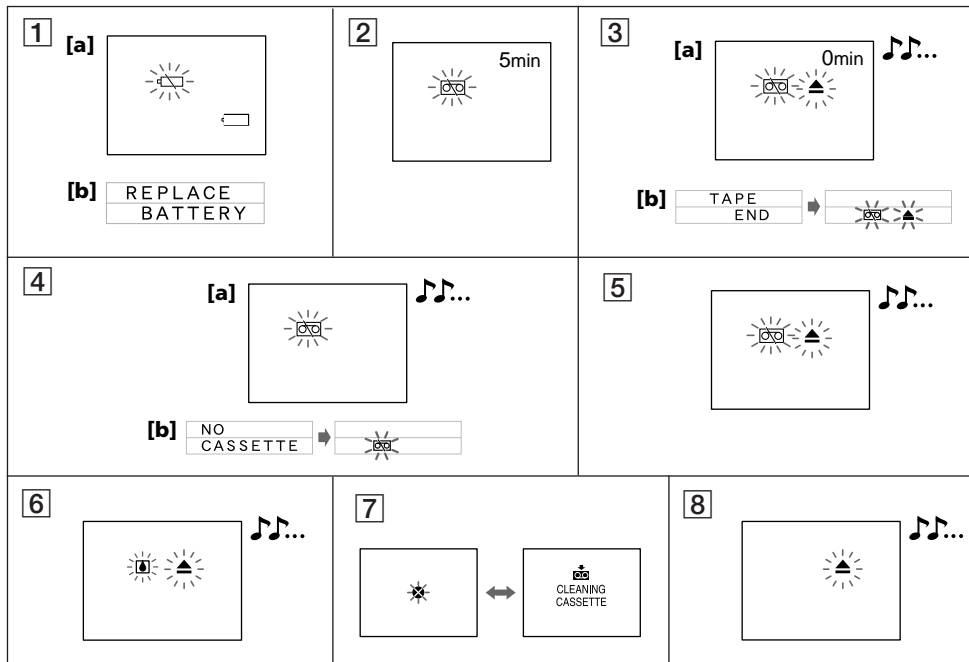 1
[a]
[b]
REPLACE
BATTERY
2
5min
3
[a]
0min
[b]
TAPE
END
4
[a]
[b]
NO
CASSETTE
5
6
7
CLEANING
CASSETTE
8